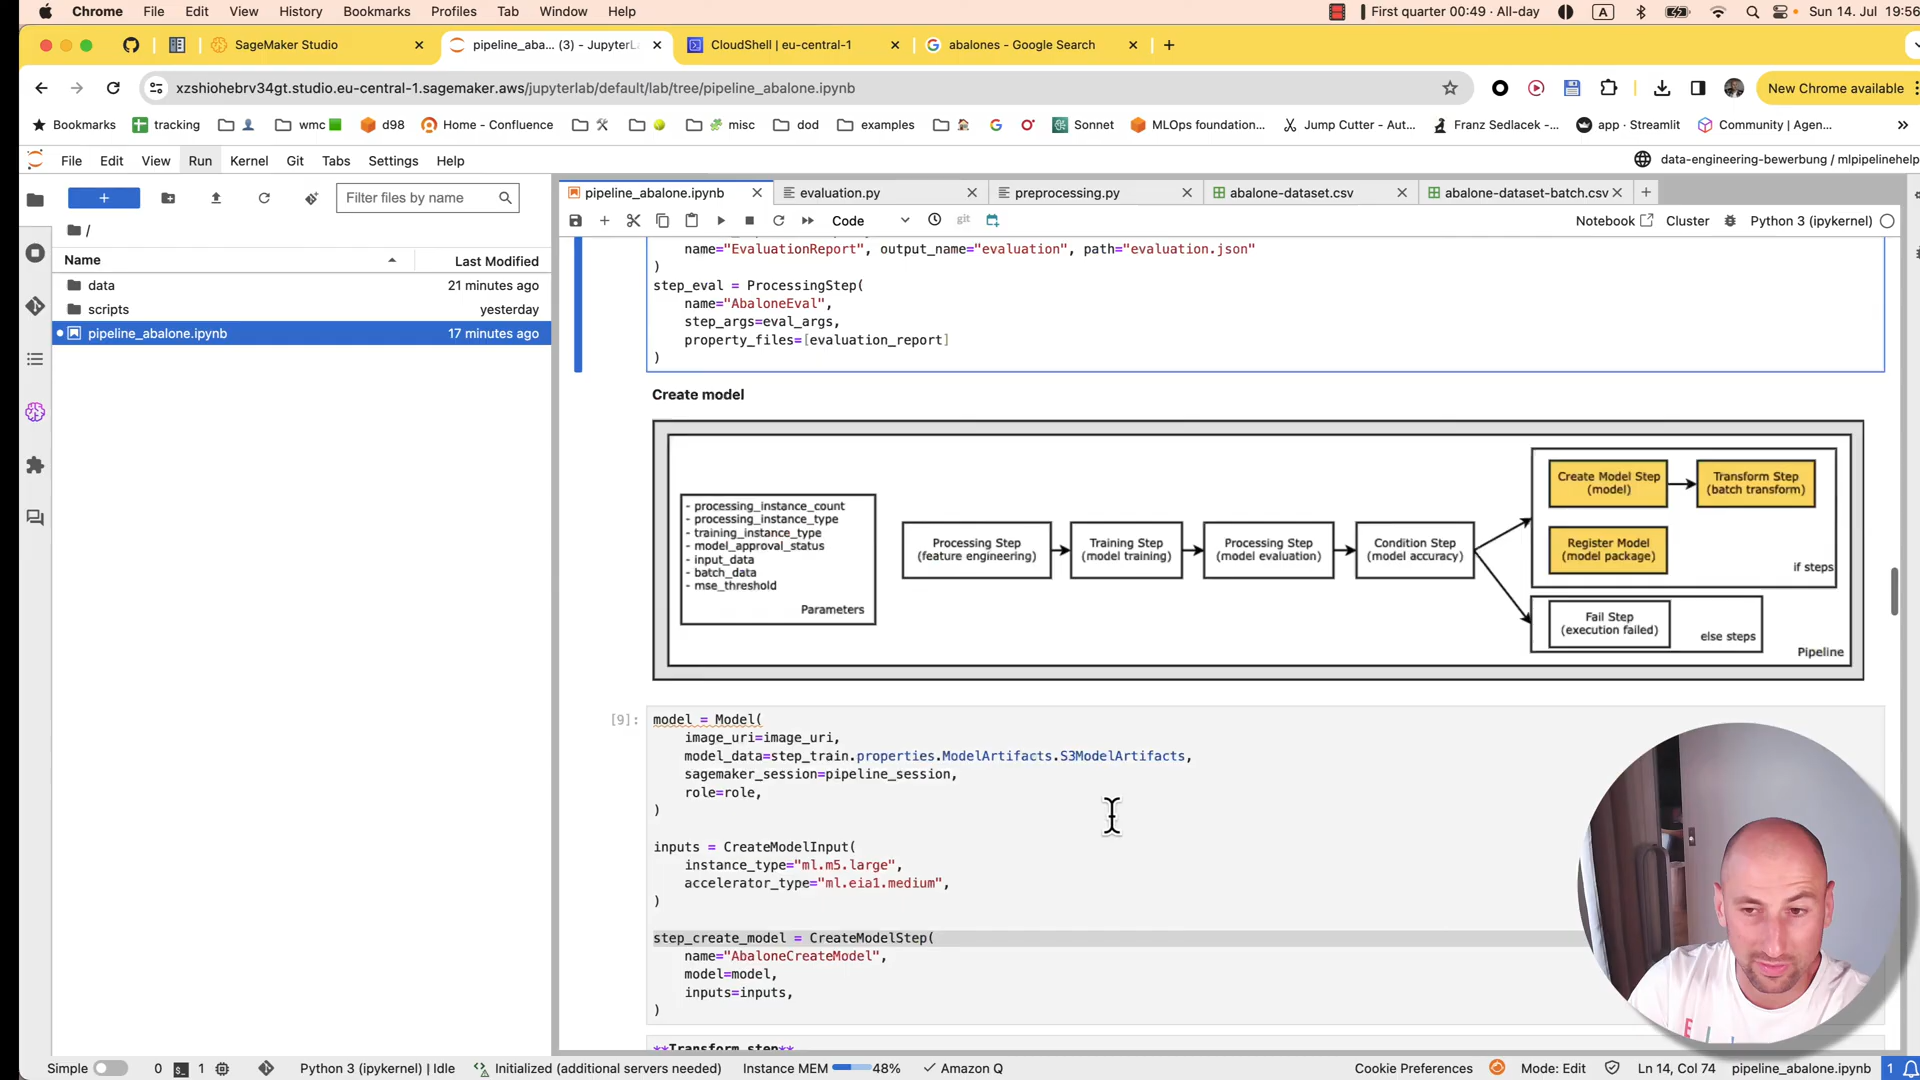 Chrome File Edit View History Bookmarks Profiles Tab Window Help
First quarter 00:49 - All-day
A
Sun 14. Jul 19:56
SageMaker Studio
pipeline_aba... (3) - JupyterLa
CloudShell | eu-central-1
abalones - Google Search
xzshiohebrv34gt.studio.eu-central-1.sagemaker.aws/jupyterlab/default/lab/tree/pipeline_abalone.ipynb
New Chrome available
Bookmarks tracking wmc d98 Home - Confluence misc dod examples Sonnet MLOps foundation... Jump Cutter - Aut... Franz Sedlacek -... app · Streamlit Community | Agen...
File Edit View Run Kernel Git Tabs Settings Help
data-engineering-bewerbung / mlpipelinehelp
Filter files by name
pipeline_abalone.ipynb
evaluation.py
preprocessing.py
abalone-dataset.csv
abalone-dataset-batch.csv
Code
git
Notebook
Cluster
Python 3 (ipykernel)
/
Name
Last Modified
data 21 minutes ago
scripts yesterday
pipeline_abalone.ipynb 17 minutes ago
name="EvaluationReport", output_name="evaluation", path="evaluation.json"
)
step_eval = ProcessingStep(
name="AbaloneEval",
step_args=eval_args,
property_files=[evaluation_report]
)
Create model
- processing_instance_count
- processing_instance_type
- training_instance_type
- model_approval_status
- input_data
- batch_data
- mse_threshold
Parameters
Processing Step
(feature engineering)
Training Step
(model training)
Processing Step
(model evaluation)
Condition Step
(model accuracy)
Create Model Step
(model)
Transform Step
(batch transform)
Register Model
(model package)
if steps
Fail Step
(execution failed)
else steps
Pipeline
[9]:
model = Model(
image_uri=image_uri,
model_data=step_train.properties.ModelArtifacts.S3ModelArtifacts,
sagemaker_session=pipeline_session,
role=role,
)
inputs = CreateModelInput(
instance_type="ml.m5.large",
accelerator_type="ml.eia1.medium",
)
step_create_model = CreateModelStep(
name="AbaloneCreateModel",
model=model,
inputs=inputs,
)
**Transform step**
Simple 0 1 Python 3 (ipykernel) | Idle Initialized (additional servers needed) Instance MEM 48% Amazon Q
Cookie Preferences Mode: Edit Ln 14, Col 74 pipeline_abalone.ipynb 1